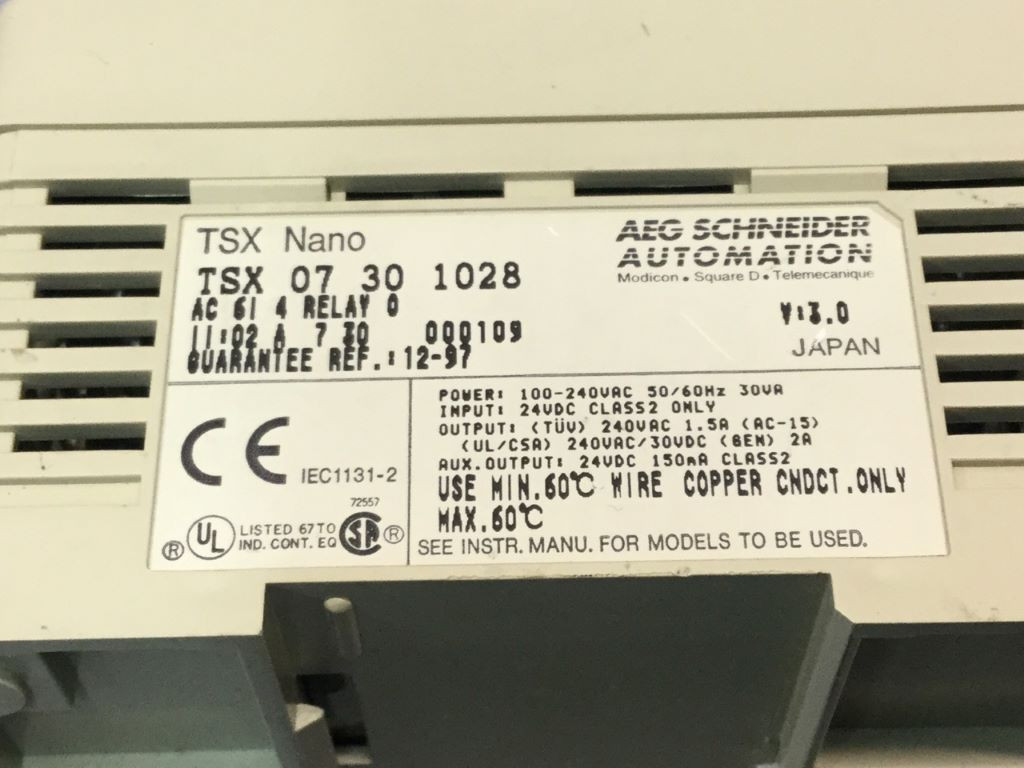 TSX Nano
TSX 07 30 1028
AC 6I 4 RELAY O
11:02 A 7 30 000109
GUARANTEE REF.: 12-97
AEG SCHNEIDER
AUTOMATION
Modicon • Square D • Telemecanique
V:3.0
JAPAN
CE
IEC1131-2
72557
® UL LISTED 67TO SA ®
IND. CONT. EQ
POWER: 100-240VAC 50/60Hz 30VA
INPUT: 24VDC CLASS2 ONLY
OUTPUT: (TÜV) 240VAC 1.5A (AC-15)
(UL/CSA) 240VAC/30VDC (GEN) 2A
AUX.OUTPUT: 24VDC 150mA CLASS2
USE MIN.60℃ WIRE COPPER CNDCT.ONLY
MAX.60℃
SEE INSTR. MANU. FOR MODELS TO BE USED.